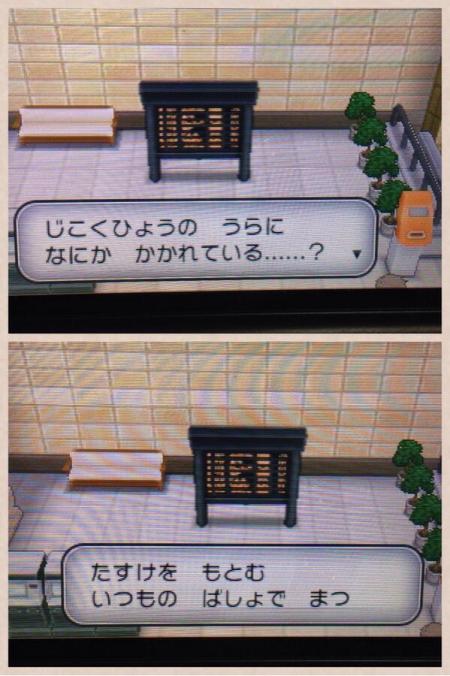 じこくひょうの　うらに
なにか　かかれている……？
たすけを　もとむ
いつもの　ばしょで　まつ